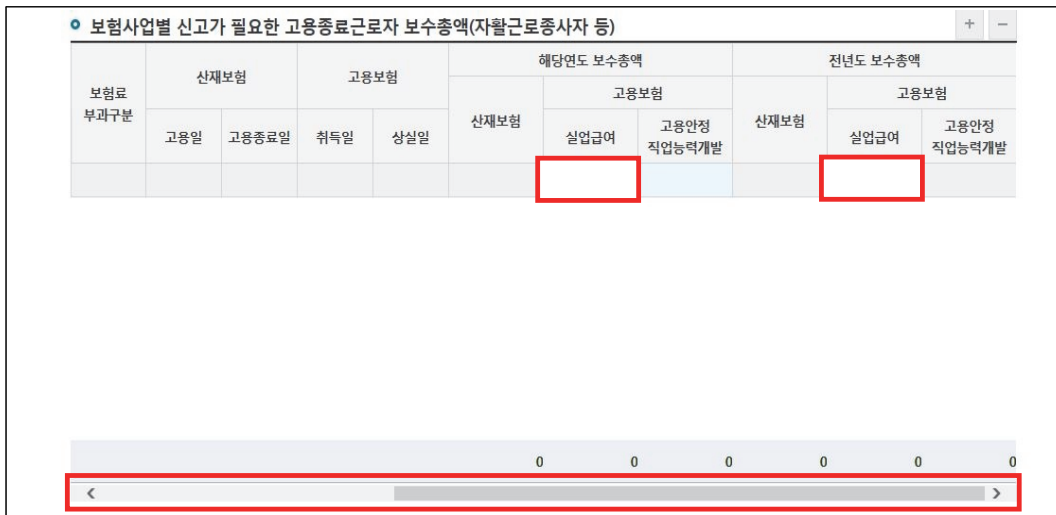 보험사업별 신고가 필요한 고용종료근로자 보수총액(자활근로종사자 등)
+ −
보험료
부과구분
산재보험
고용보험
해당연도 보수총액
전년도 보수총액
고용일
고용종료일
취득일
상실일
산재보험
고용보험
실업급여
고용안정
직업능력개발
산재보험
고용보험
실업급여
고용안정
직업능력개발
0 0 0 0 0 0